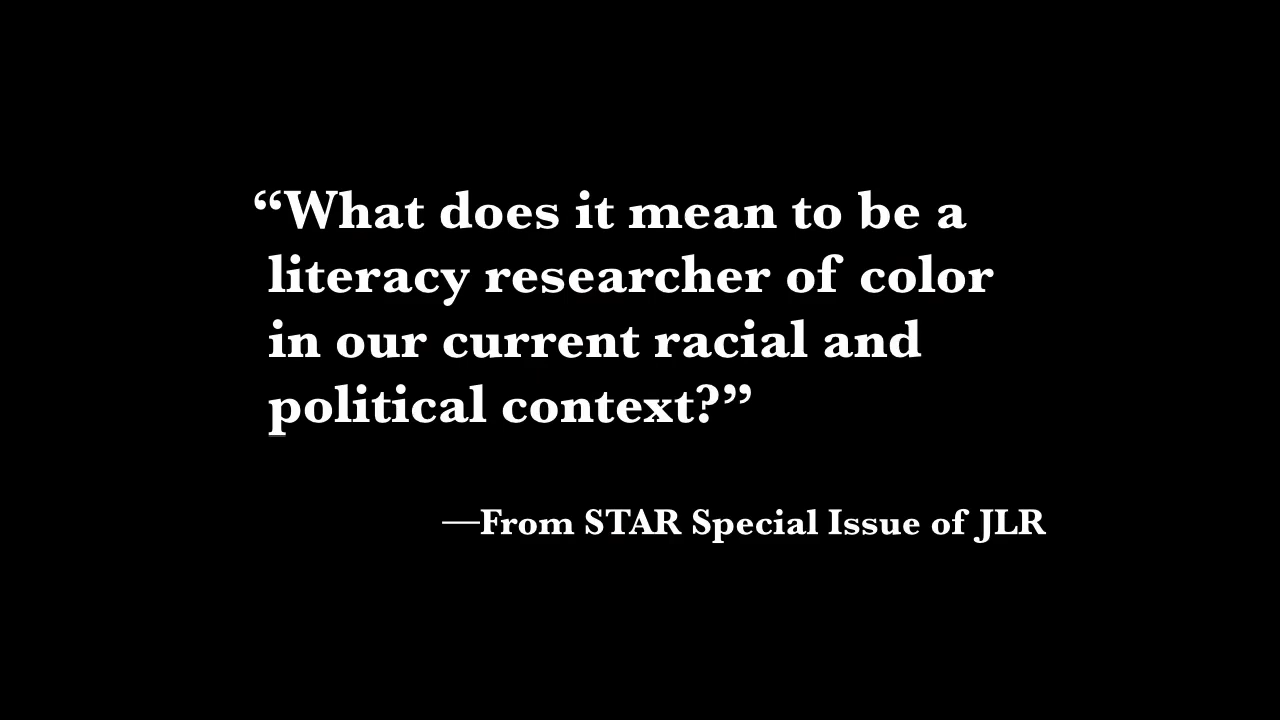 “What does it mean to be a
literacy researcher of color
in our current racial and
political context?”
—From STAR Special Issue of JLR